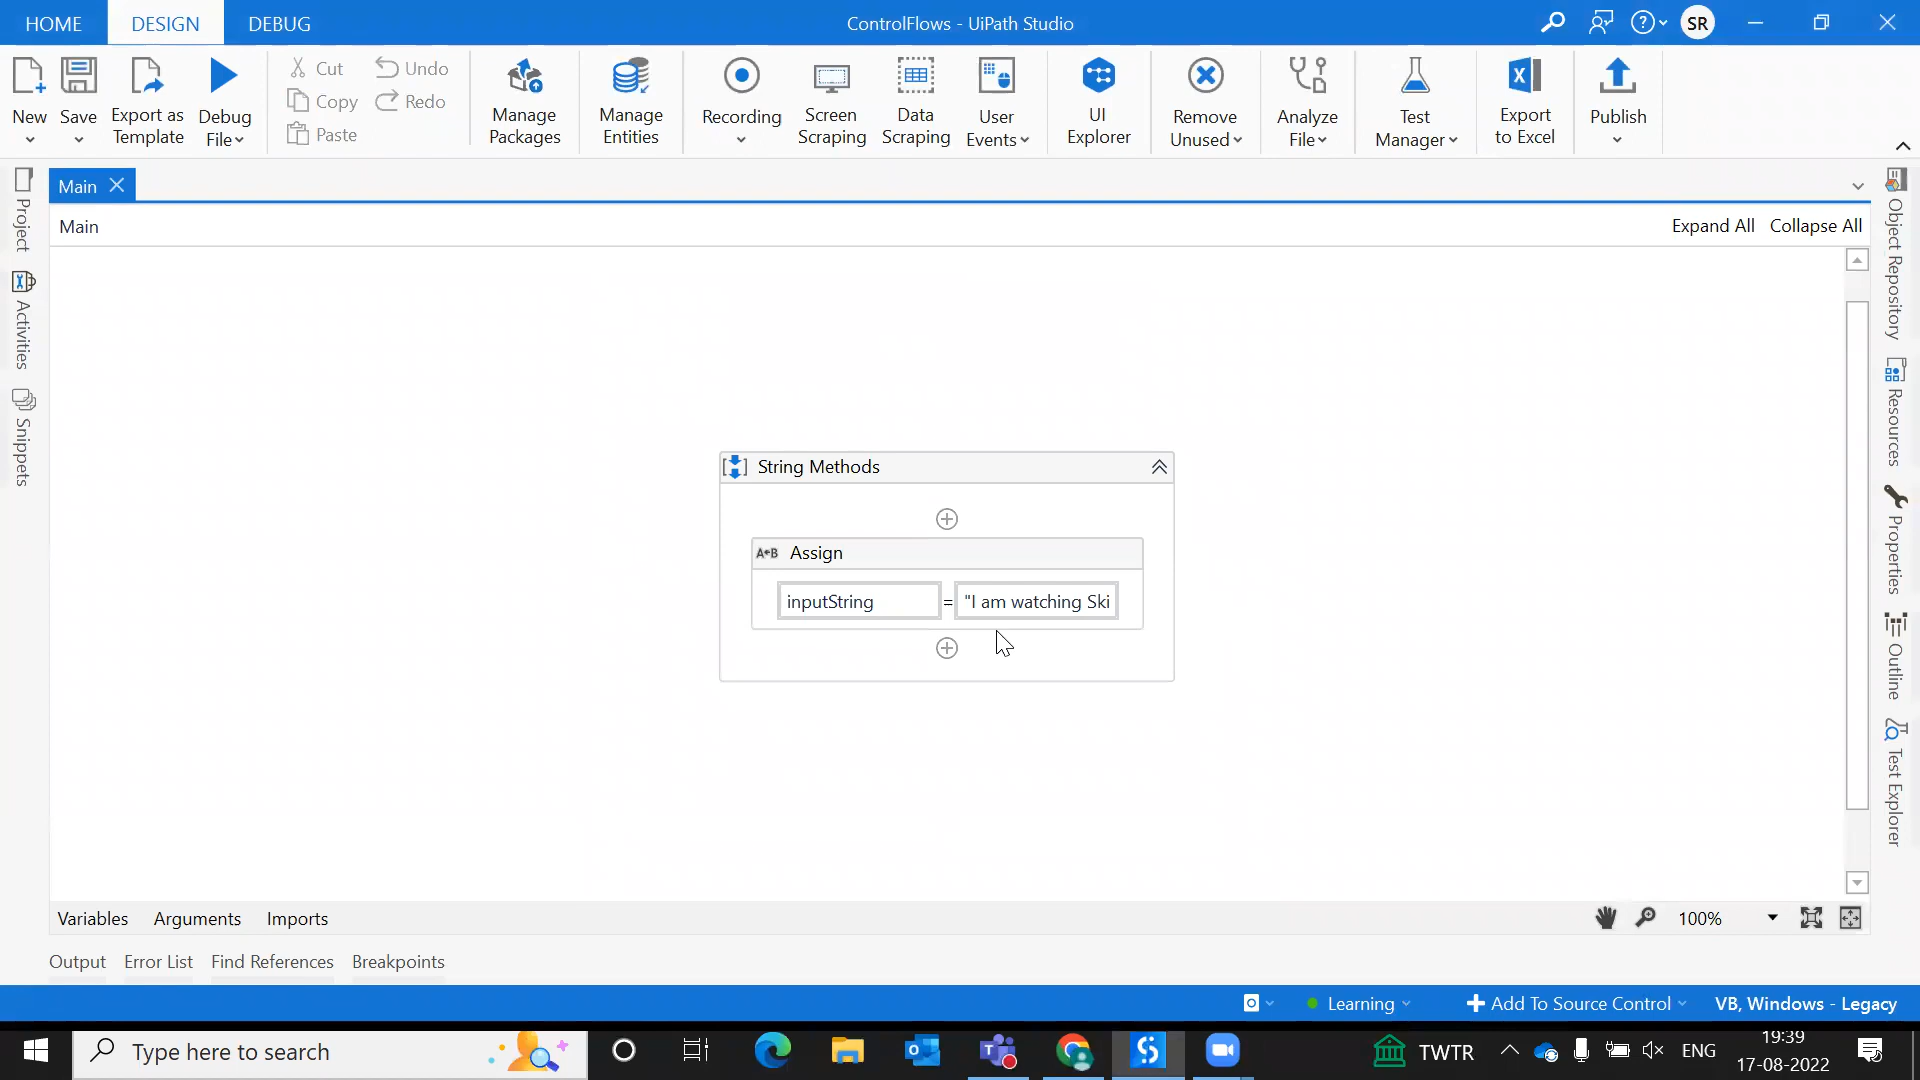 HOME DESIGN DEBUG ControlFlows - UiPath Studio SR
New Save Export as Template Debug File Cut Copy Paste Undo Redo Manage Packages Manage Entities Recording Screen Scraping Data Scraping User Events UI Explorer Remove Unused Analyze File Test Manager Export to Excel Publish
Main
Main Expand All Collapse All
Project
Activities
Snippets
String Methods
A B Assign
inputString = "I am watching Ski
Object Repository
Resources
Properties
Outline
Test Explorer
Variables Arguments Imports 100%
Output Error List Find References Breakpoints
Learning Add To Source Control VB, Windows - Legacy
Type here to search TWTR ENG 19:39
17-08-2022